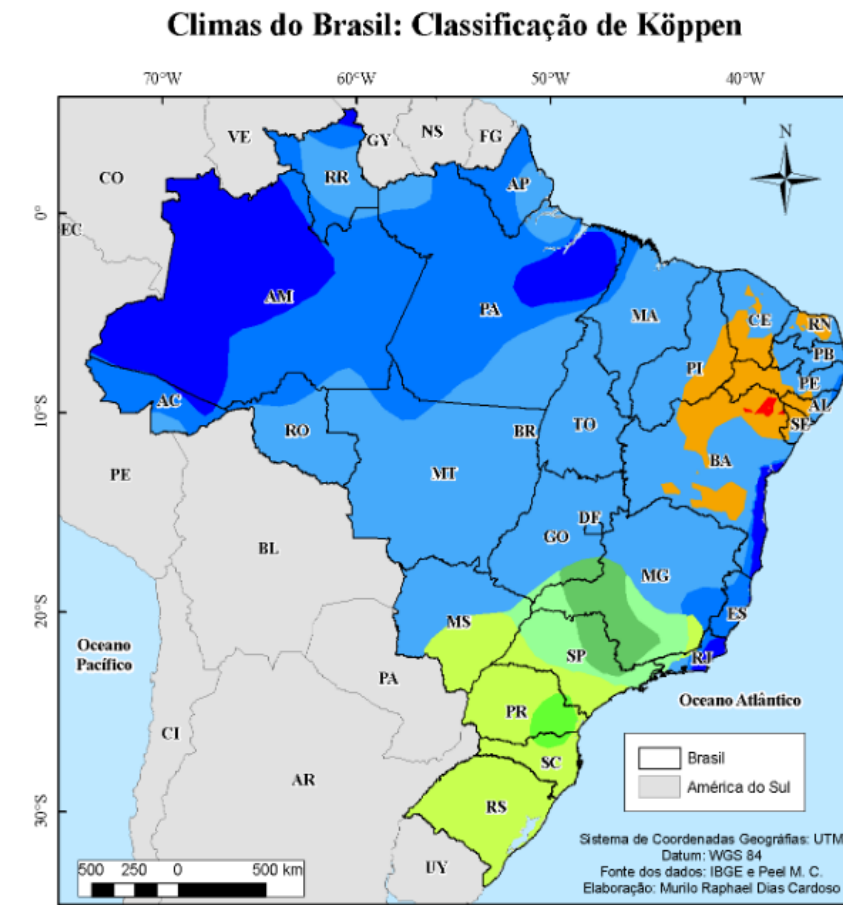 Climas do Brasil: Classificação de Köppen
70°W 60°W 50°W 40°W
N
VE GY NS FG
CO
RR AP
0°
EC
AM PA MA CE RN
PB
PI PE
AC AL
10°S
RO BR TO SE
PE MT BA
DF
BL GO MG
20°S
MS ES
Oceano
Pacífico
SP RJ
PA
Oceano Atlântico
PR
CI
SC
Brasil
AR
América do Sul
RS
30°S
Sistema de Coordenadas Geográfias: UTM
Datum: WGS 84
Fonte dos dados: IBGE e Peel M. C.
Elaboração: Murilo Raphael Dias Cardoso
UY
500 250 0 500 km